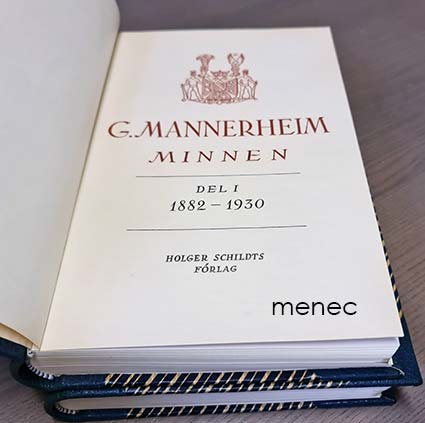 G. MANNERHEIM
MINNEN
DEL I
1882 – 1930
HOLGER SCHILDTS
FÖRLAG
menec